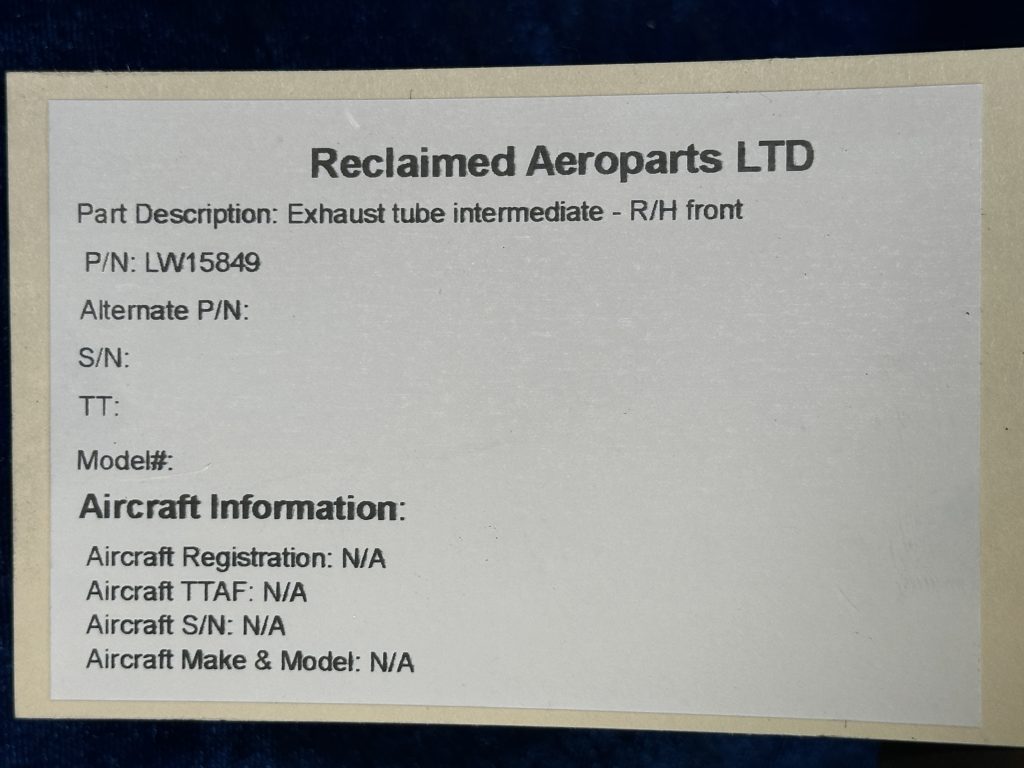 Reclaimed Aeroparts LTD
Part Description: Exhaust tube intermediate - R/H front
P/N: LW15849
Alternate P/N:
S/N:
TT:
Model#:
Aircraft Information:
Aircraft Registration: N/A
Aircraft TTAF: N/A
Aircraft S/N: N/A
Aircraft Make & Model: N/A